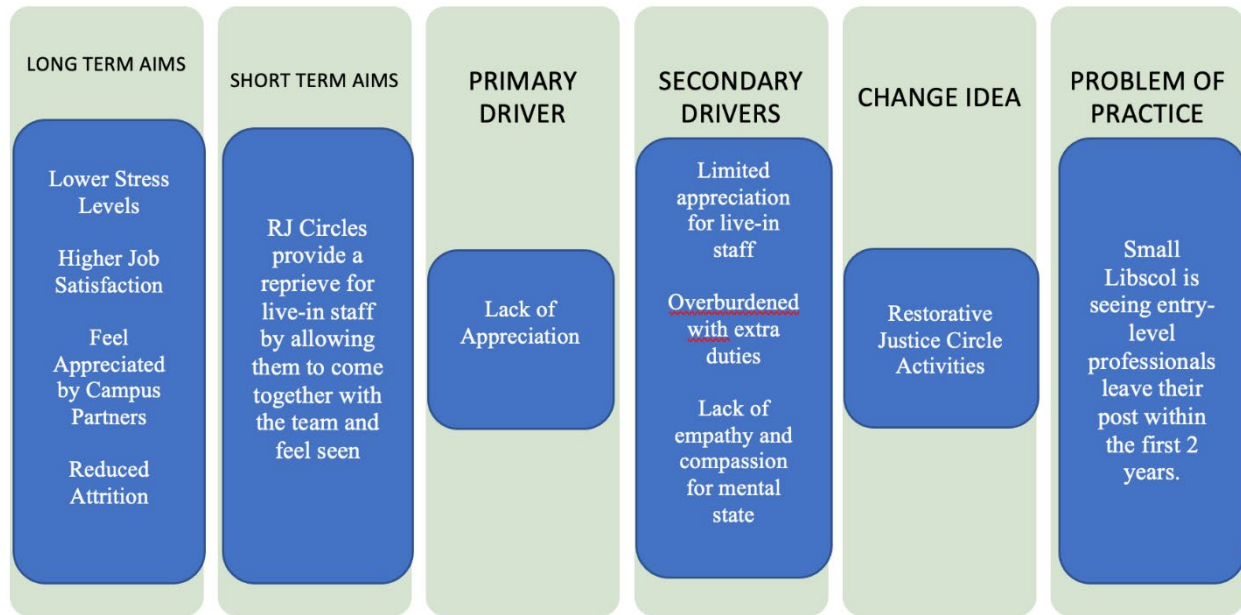 LONG TERM AIMS
Lower Stress
Levels
Higher Job
Satisfaction
Feel
Appreciated
by Campus
Partners
Reduced
Attrition
SHORT TERM AIMS
RJ Circles
provide a
reprieve for
live-in staff
by allowing
them to come
together with
the team and
feel seen
PRIMARY
DRIVER
Lack of
Appreciation
SECONDARY
DRIVERS
Limited
appreciation
for live-in
staff
Overburdened
with extra
duties
Lack of
empathy and
compassion
for mental
state
CHANGE IDEA
Restorative
Justice Circle
Activities
PROBLEM OF
PRACTICE
Small
Libscol is
seeing entry-
level
professionals
leave their
post within
the first 2
years.